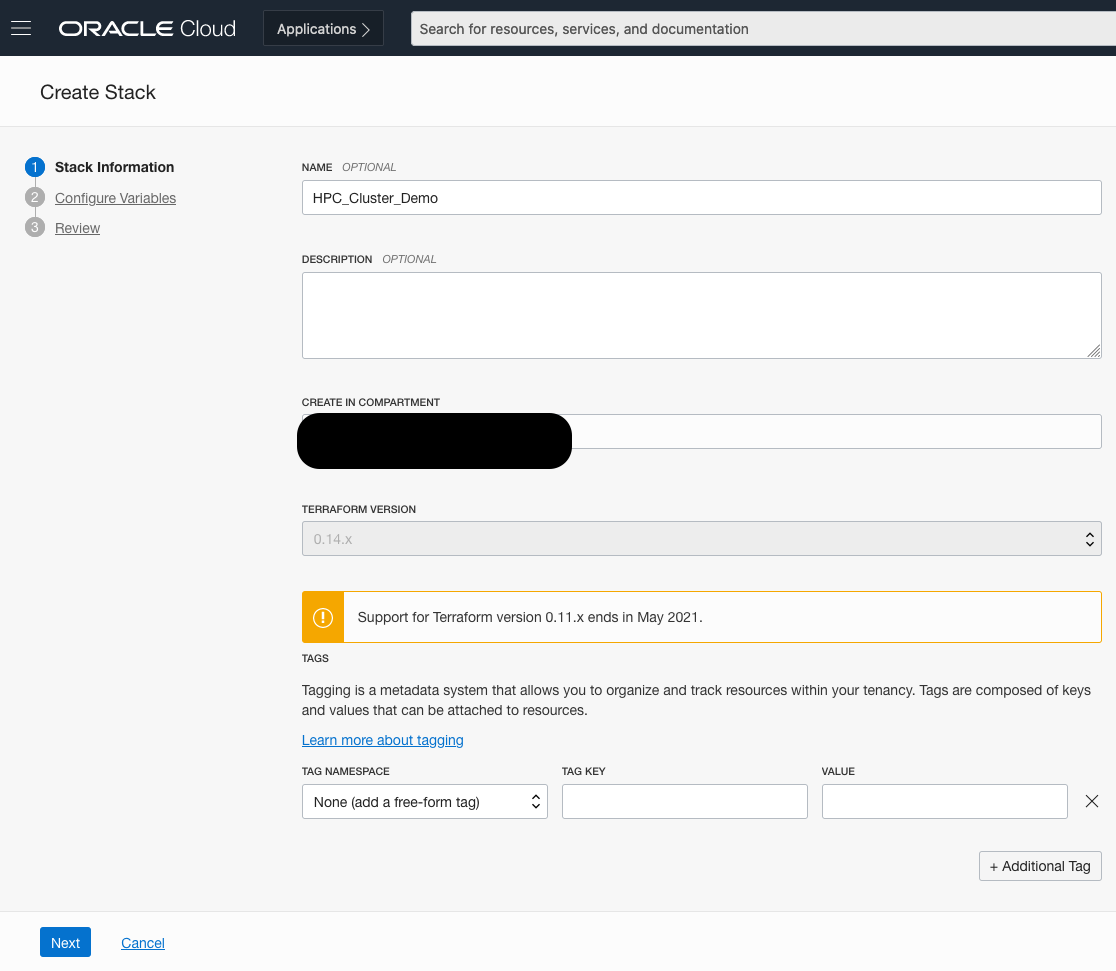 ORACLE Cloud
Applications
Search for resources, services, and documentation
Create Stack
1 Stack Information
2 Configure Variables
3 Review
NAME OPTIONAL
HPC_Cluster_Demo
DESCRIPTION OPTIONAL
CREATE IN COMPARTMENT
TERRAFORM VERSION
0.14.x
Support for Terraform version 0.11.x ends in May 2021.
TAGS
Tagging is a metadata system that allows you to organize and track resources within your tenancy. Tags are composed of keys
and values that can be attached to resources.
Learn more about tagging
TAG NAMESPACE TAG KEY VALUE
None (add a free-form tag)
+ Additional Tag
Next Cancel